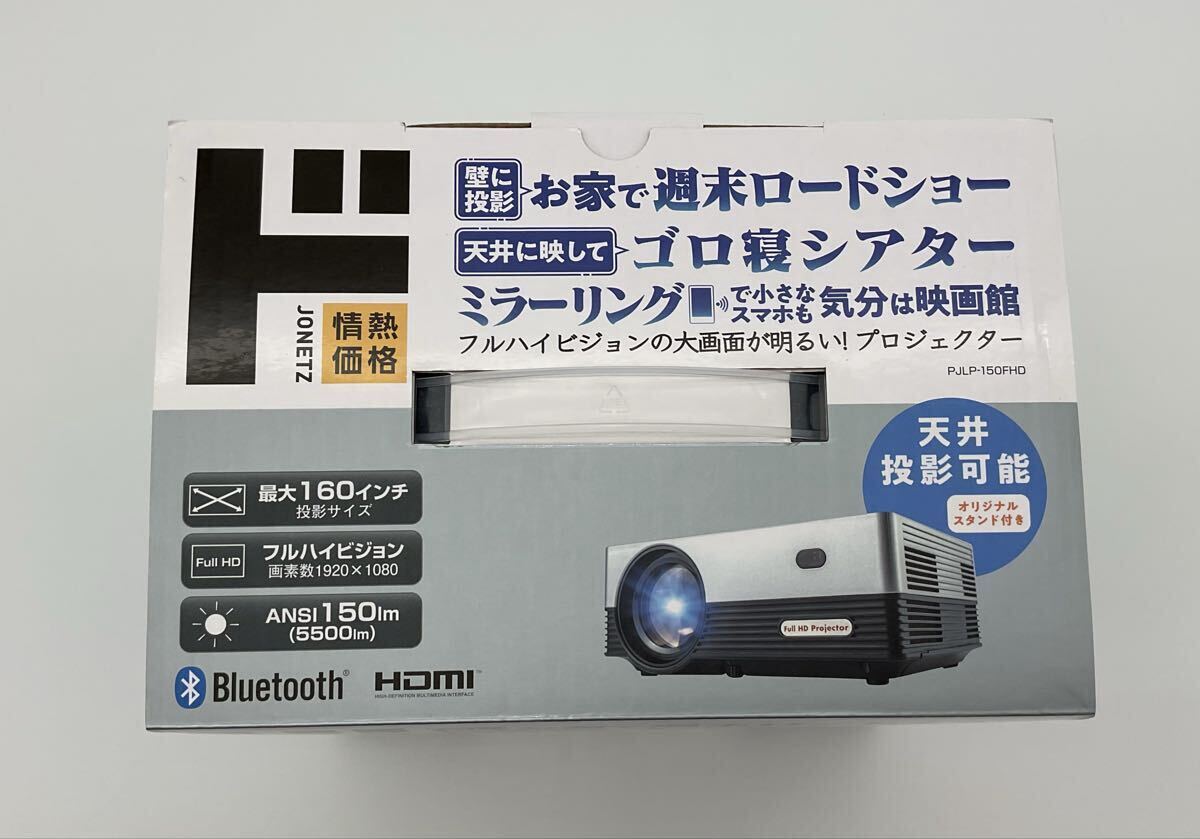 ド
JONETZ
情熱
価格
壁に
投影
お家で週末ロードショー
天井に映して
ゴロ寝シアター
ミラーリング
で小さな
スマホも
気分は映画館
フルハイビジョンの大画面が明るい!プロジェクター
PJLP-150FHD
天井
投影可能
オリジナル
スタンド付き
最大160インチ
投影サイズ
Full HD
フルハイビジョン
画素数1920×1080
ANSI150lm
(5500lm)
Full HD Projector
Bluetooth®
HDMI™
HIGH-DEFINITION MULTIMEDIA INTERFACE